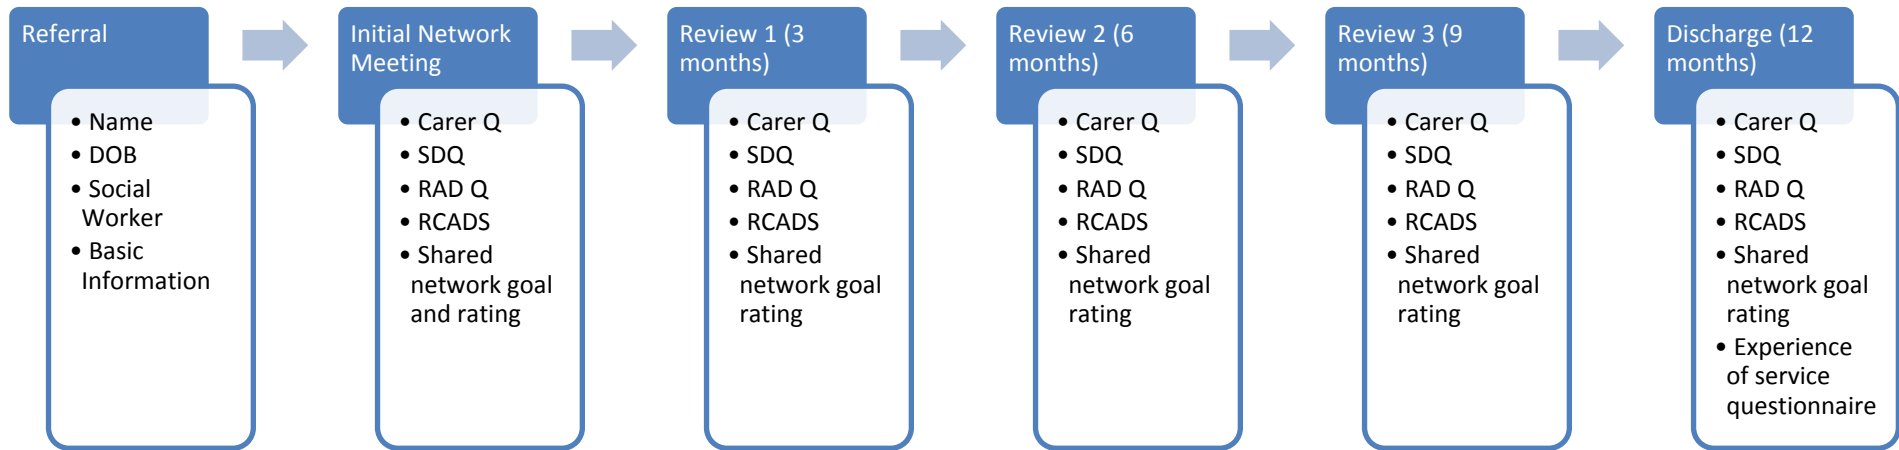 Referral
• Name
• DOB
• Social
Worker
• Basic
Information
Initial Network
Meeting
• Carer Q
• SDQ
• RAD Q
• RCADS
• Shared
network goal
and rating
Review 1 (3
months)
• Carer Q
• SDQ
• RAD Q
• RCADS
• Shared
network goal
rating
Review 2 (6
months)
• Carer Q
• SDQ
• RAD Q
• RCADS
• Shared
network goal
rating
Review 3 (9
months)
• Carer Q
• SDQ
• RAD Q
• RCADS
• Shared
network goal
rating
Discharge (12
months)
• Carer Q
• SDQ
• RAD Q
• RCADS
• Shared
network goal
rating
• Experience
of service
questionnaire